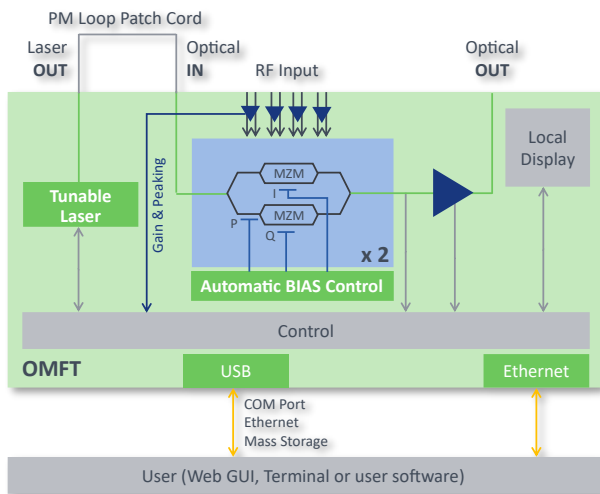 PM Loop Patch Cord
Laser
OUT
Optical
IN
RF Input
Optical
OUT
Local
Display
Tunable
Laser
Gain & Peaking
MZM
I
MZM
P
Q
x 2
Automatic BIAS Control
Control
OMFT
USB
Ethernet
COM Port
Ethernet
Mass Storage
User (Web GUI, Terminal or user software)